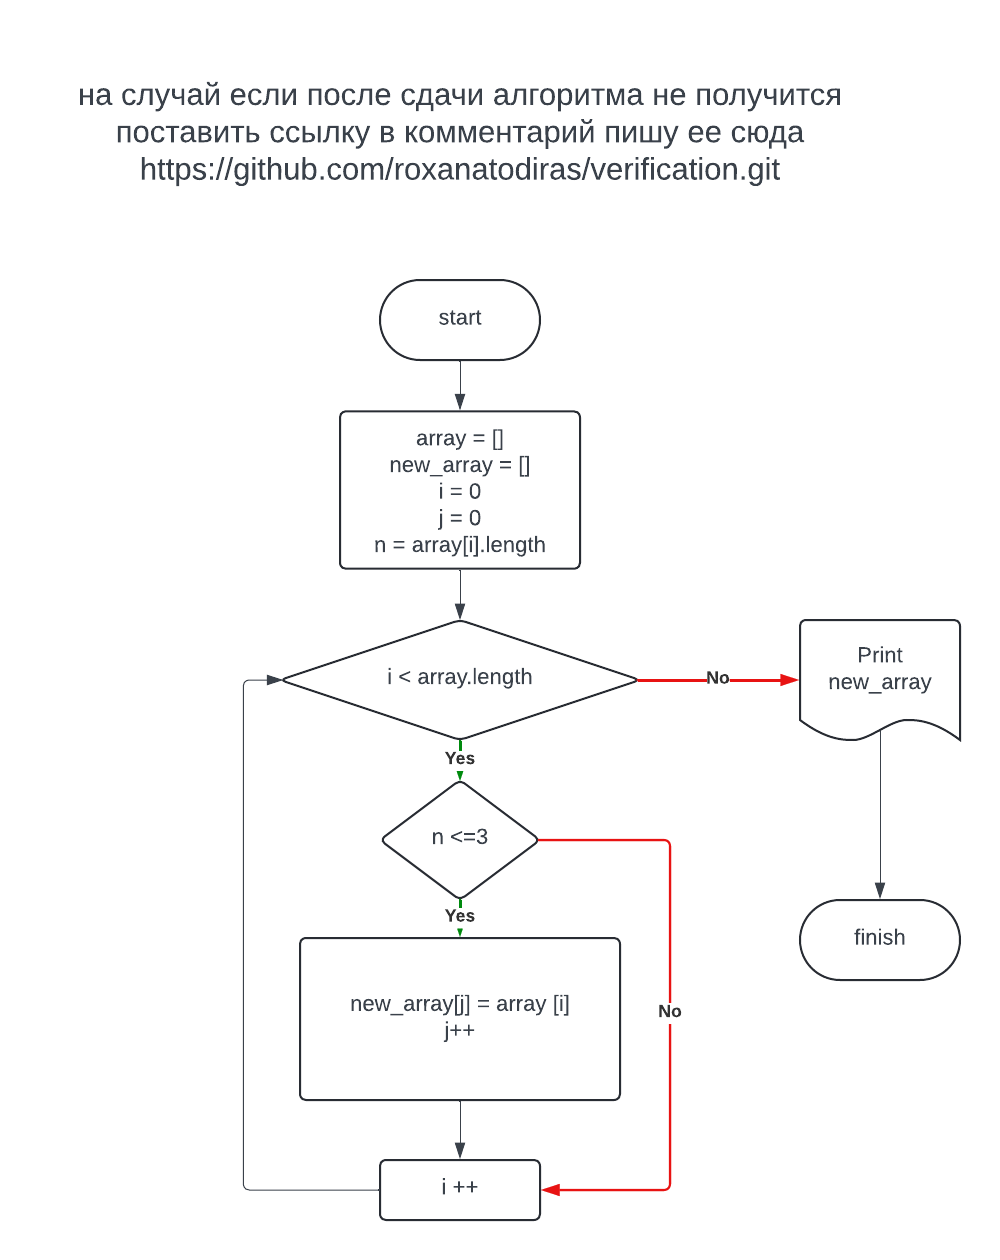 на случай если после сдачи алгоритма не получится
поставить ссылку в комментарий пишу ее сюда
https://github.com/roxanatodiras/verification.git
start
array = []
new_array = []
i = 0
j = 0
n = array[i].length
i < array.length
No
Print
new_array
Yes
n <=3
Yes
finish
new_array[j] = array [i]
j++
No
i ++